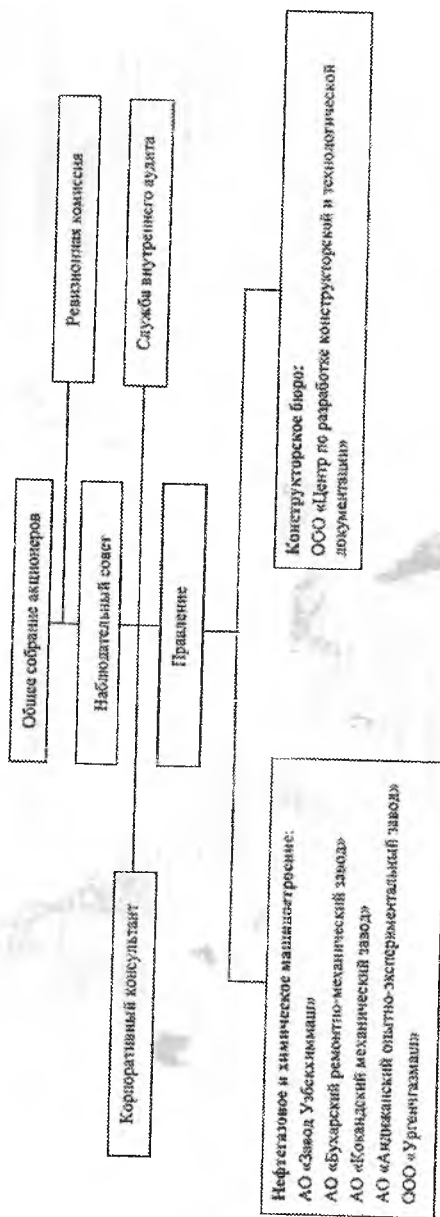 Общее собрание акционеров
Ревизионная комиссия
Наблюдательный совет
Корпоративный консультант
Служба внутреннего аудита
Правление
Нефтегазовое и химическое машиностроение:
АО «Завод Узбекхиммаш»
АО «Бухарский ремонтно-механический завод»
АО «Кокандский механический завод»
АО «Андижанский опытно-экспериментальный завод»
ООО «Ургенчгазмаш»
Конструкторское бюро:
ООО «Центр по разработке конструкторской и технологической
документации»